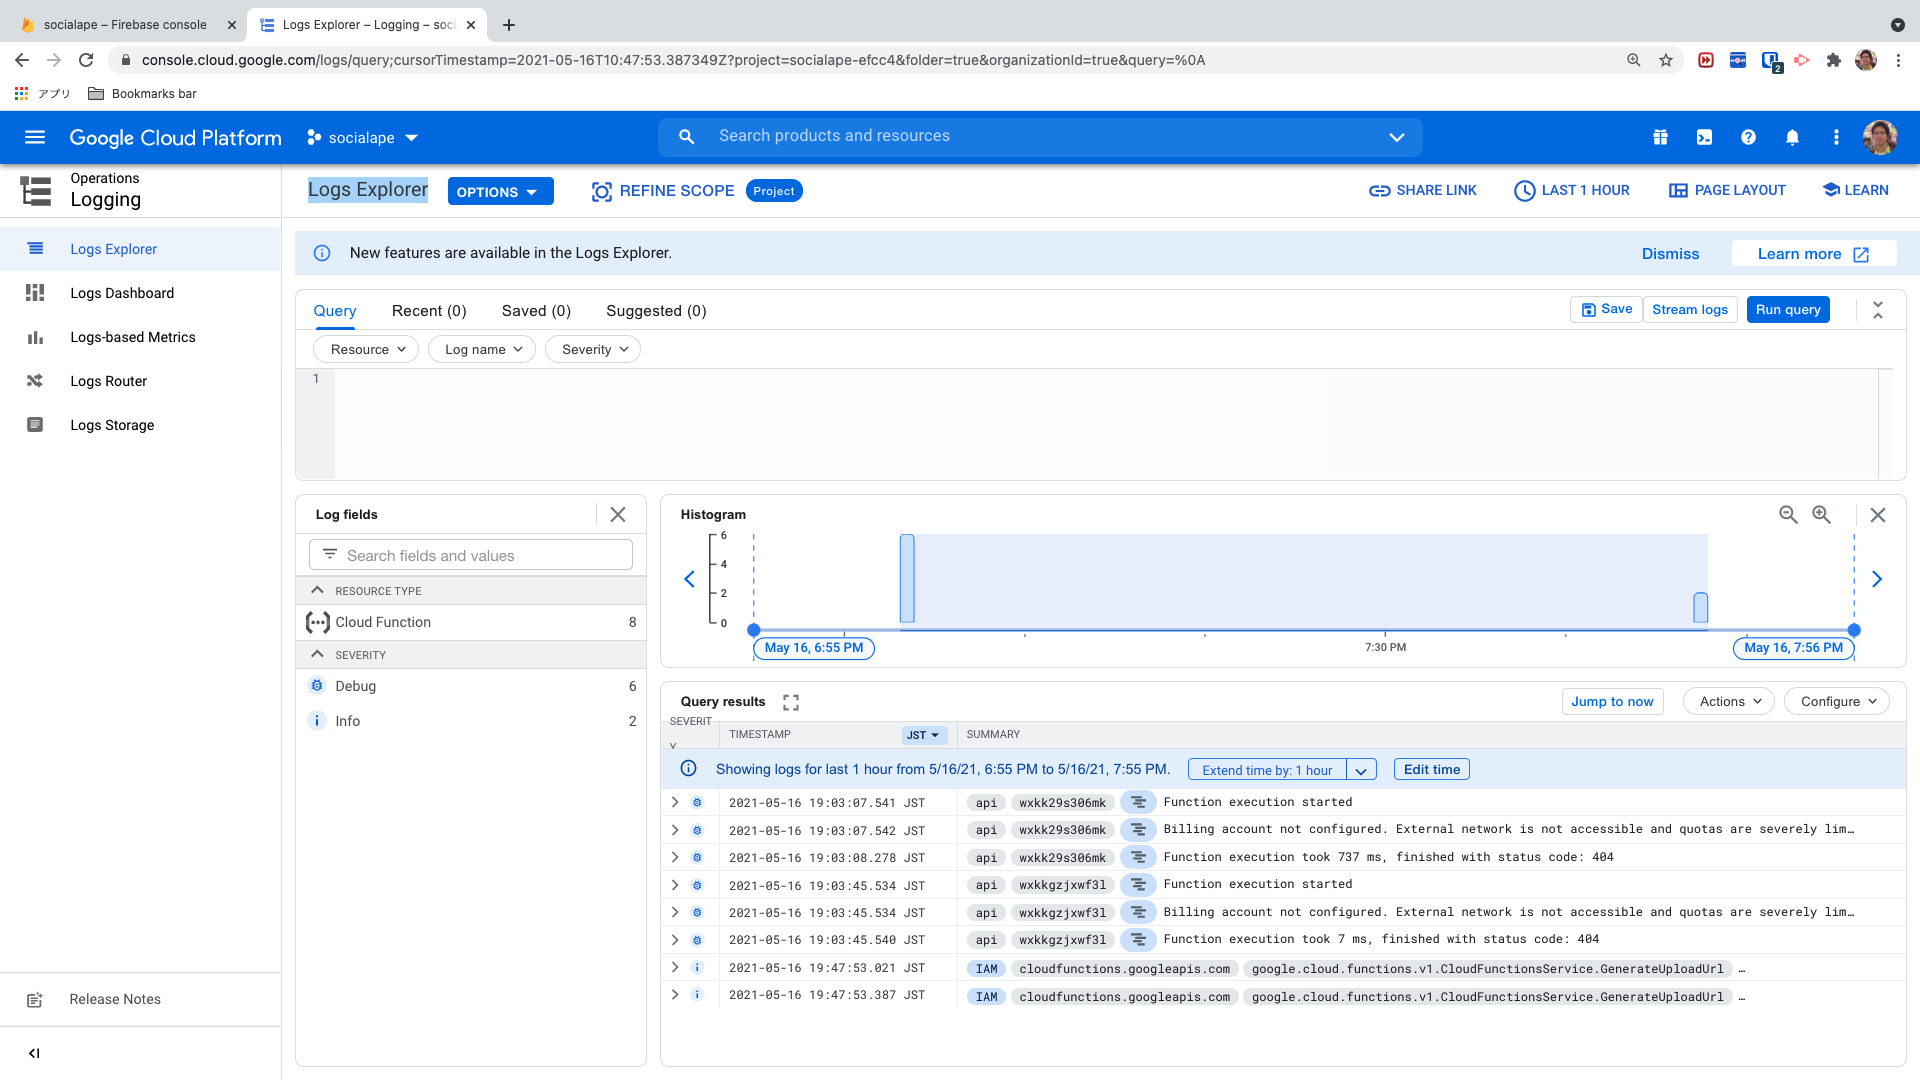 socialape – Firebase console
Logs Explorer – Logging – soci
console.cloud.google.com/logs/query;cursorTimestamp=2021-05-16T10:47:53.387349Z?project=socialape-efcc4&folder=true&organizationId=true&query=%0A
2
アプリ
Bookmarks bar
Google Cloud Platform
socialape
Search products and resources
Operations
Logging
Logs Explorer
OPTIONS
REFINE SCOPE
Project
SHARE LINK
LAST 1 HOUR
PAGE LAYOUT
LEARN
Logs Explorer
Logs Dashboard
Logs-based Metrics
Logs Router
Logs Storage
Release Notes
New features are available in the Logs Explorer.
Dismiss
Learn more
Query
Recent (0)
Saved (0)
Suggested (0)
Save
Stream logs
Run query
Resource
Log name
Severity
1
Log fields
Search fields and values
RESOURCE TYPE
Cloud Function 8
SEVERITY
Debug 6
Info 2
Histogram
6
4
2
0
May 16, 6:55 PM
7:30 PM
May 16, 7:56 PM
Query results
Jump to now
Actions
Configure
SEVERIT
Y
TIMESTAMP
JST
SUMMARY
Showing logs for last 1 hour from 5/16/21, 6:55 PM to 5/16/21, 7:55 PM.
Extend time by: 1 hour
Edit time
2021-05-16 19:03:07.541 JST api wxkk29s306mk Function execution started
2021-05-16 19:03:07.542 JST api wxkk29s306mk Billing account not configured. External network is not accessible and quotas are severely lim…
2021-05-16 19:03:08.278 JST api wxkk29s306mk Function execution took 737 ms, finished with status code: 404
2021-05-16 19:03:45.534 JST api wxkkgzjxwf3l Function execution started
2021-05-16 19:03:45.534 JST api wxkkgzjxwf3l Billing account not configured. External network is not accessible and quotas are severely lim…
2021-05-16 19:03:45.540 JST api wxkkgzjxwf3l Function execution took 7 ms, finished with status code: 404
2021-05-16 19:47:53.021 JST IAM cloudfunctions.googleapis.com google.cloud.functions.v1.CloudFunctionsService.GenerateUploadUrl …
2021-05-16 19:47:53.387 JST IAM cloudfunctions.googleapis.com google.cloud.functions.v1.CloudFunctionsService.GenerateUploadUrl …